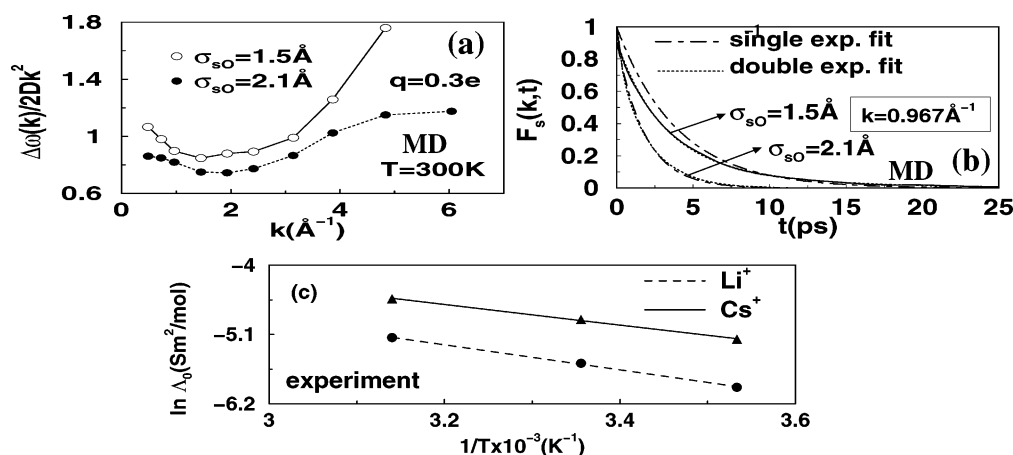 1.8
1.4
1
0.6
Δω(k)/2Dk²
(a)
σsO=1.5Å
σsO=2.1Å
q=0.3e
MD
T=300K
0 2 4 6
k(Å⁻¹)
1
0.8
0.6
0.4
0.2
0
Fs(k,t)
-1
single exp. fit
double exp. fit
σsO=1.5Å
k=0.967Å⁻¹
σsO=2.1Å
MD
(b)
0 5 10 15 20 25
t(ps)
−4
−5.1
−6.2
ln Λ0(Sm²/mol)
(c)
Li⁺
Cs⁺
experiment
3 3.2 3.4 3.6
1/Tx10⁻³(K⁻¹)